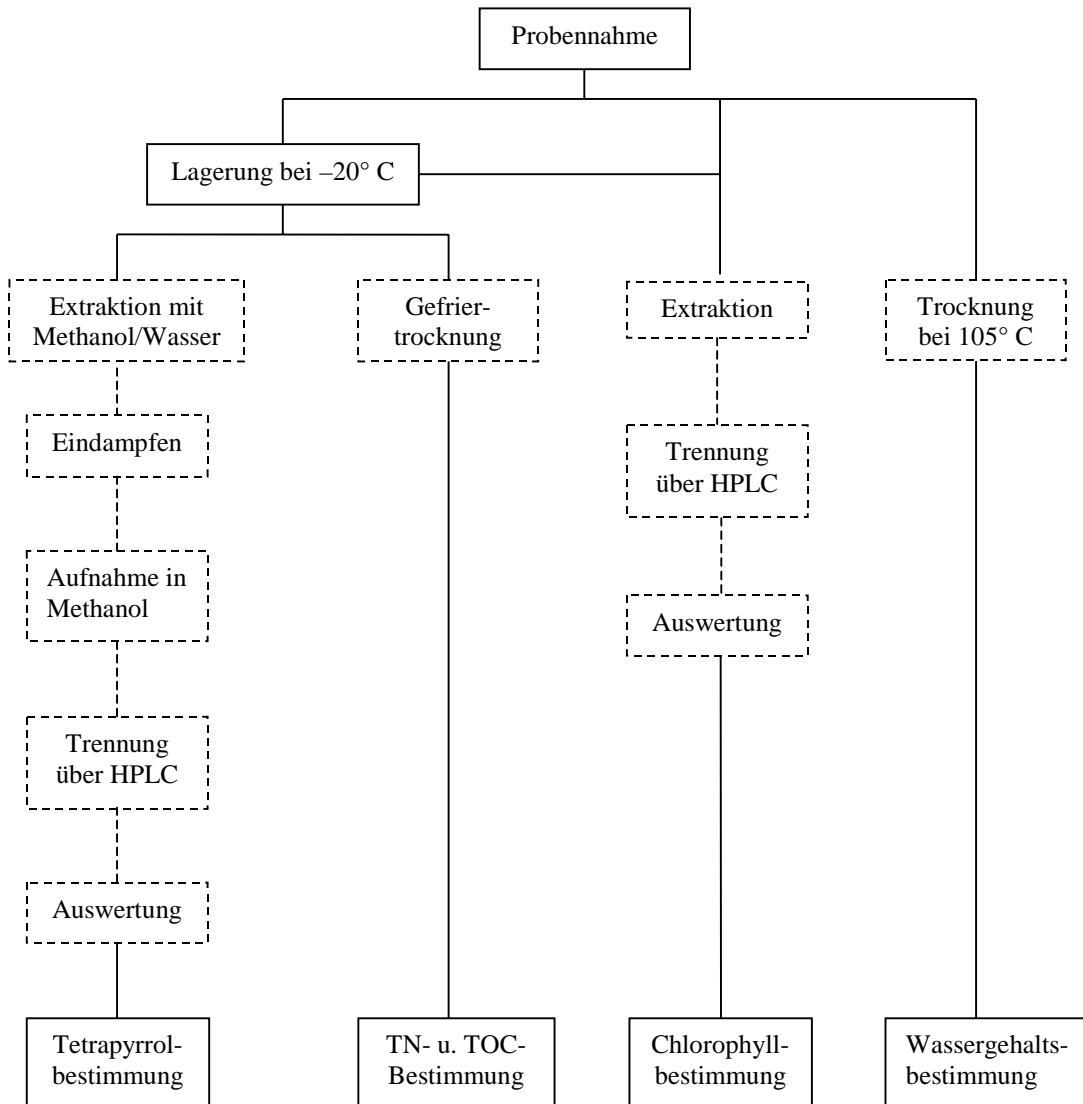 Probennahme
Lagerung bei –20° C
Extraktion mit
Methanol/Wasser
Gefrier-
trocknung
Extraktion
Trocknung
bei 105° C
Eindampfen
Trennung
über HPLC
Aufnahme in
Methanol
Auswertung
Trennung
über HPLC
Auswertung
Tetrapyrrol-
bestimmung
TN- u. TOC-
Bestimmung
Chlorophyll-
bestimmung
Wassergehalts-
bestimmung